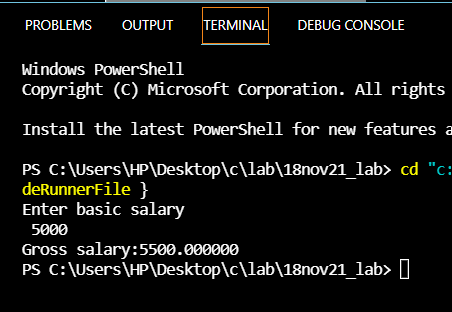 PROBLEMS OUTPUT TERMINAL DEBUG CONSOLE
Windows PowerShell
Copyright (C) Microsoft Corporation. All rights
Install the latest PowerShell for new features a
PS C:\Users\HP\Desktop\c\lab\18nov21_lab> cd "c:
deRunnerFile }
Enter basic salary
 5000
Gross salary:5500.000000
PS C:\Users\HP\Desktop\c\lab\18nov21_lab>